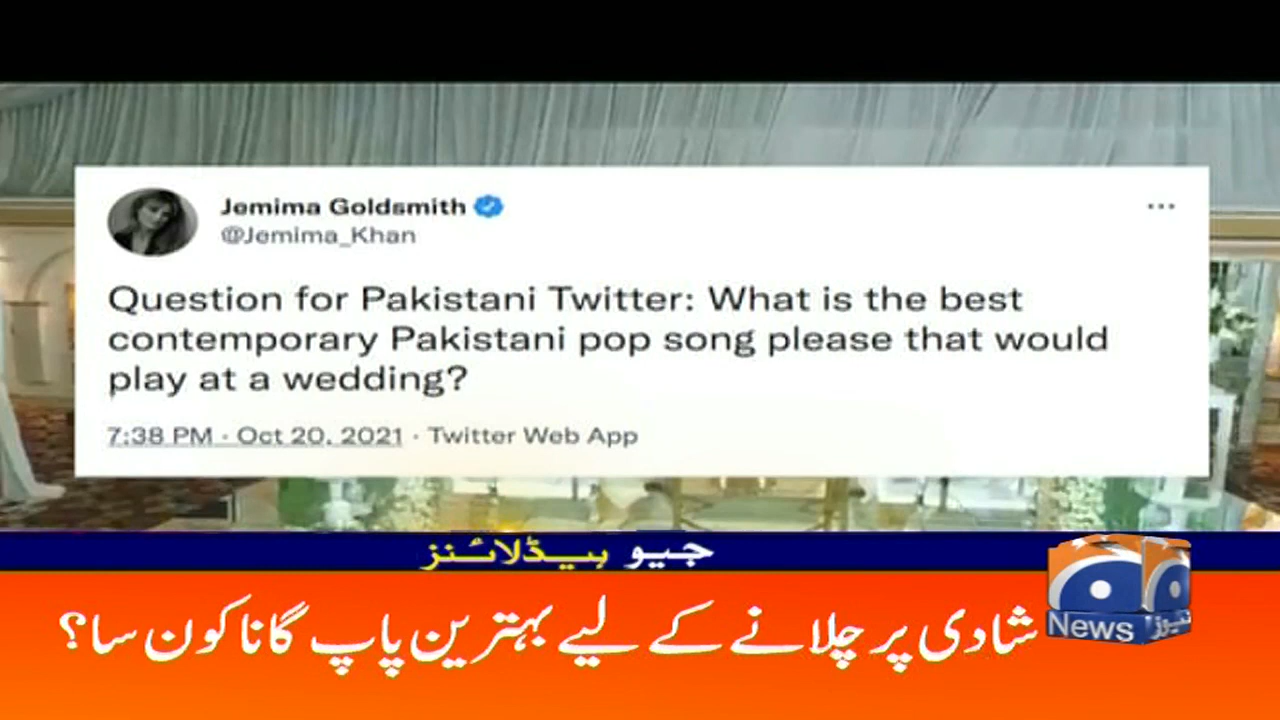 Jemima Goldsmith
@Jemima_Khan
Question for Pakistani Twitter: What is the best
contemporary Pakistani pop song please that would
play at a wedding?
7:38 PM · Oct 20, 2021 · Twitter Web App
جیو ہیڈلائنز
شادی پر چلانے کے لیے بہترین پاپ گانا کون سا؟
News نیوز